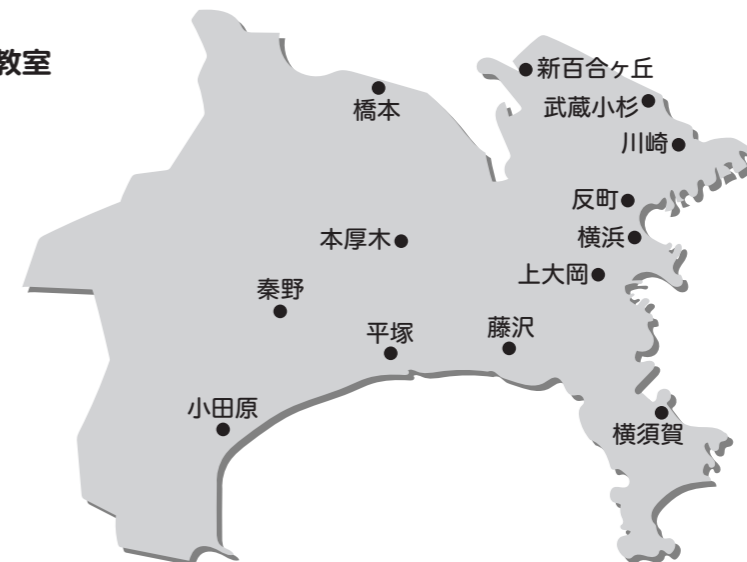 教室
新百合ヶ丘
橋本
武蔵小杉
川崎
反町
本厚木
横浜
上大岡
秦野
平塚
藤沢
小田原
横須賀